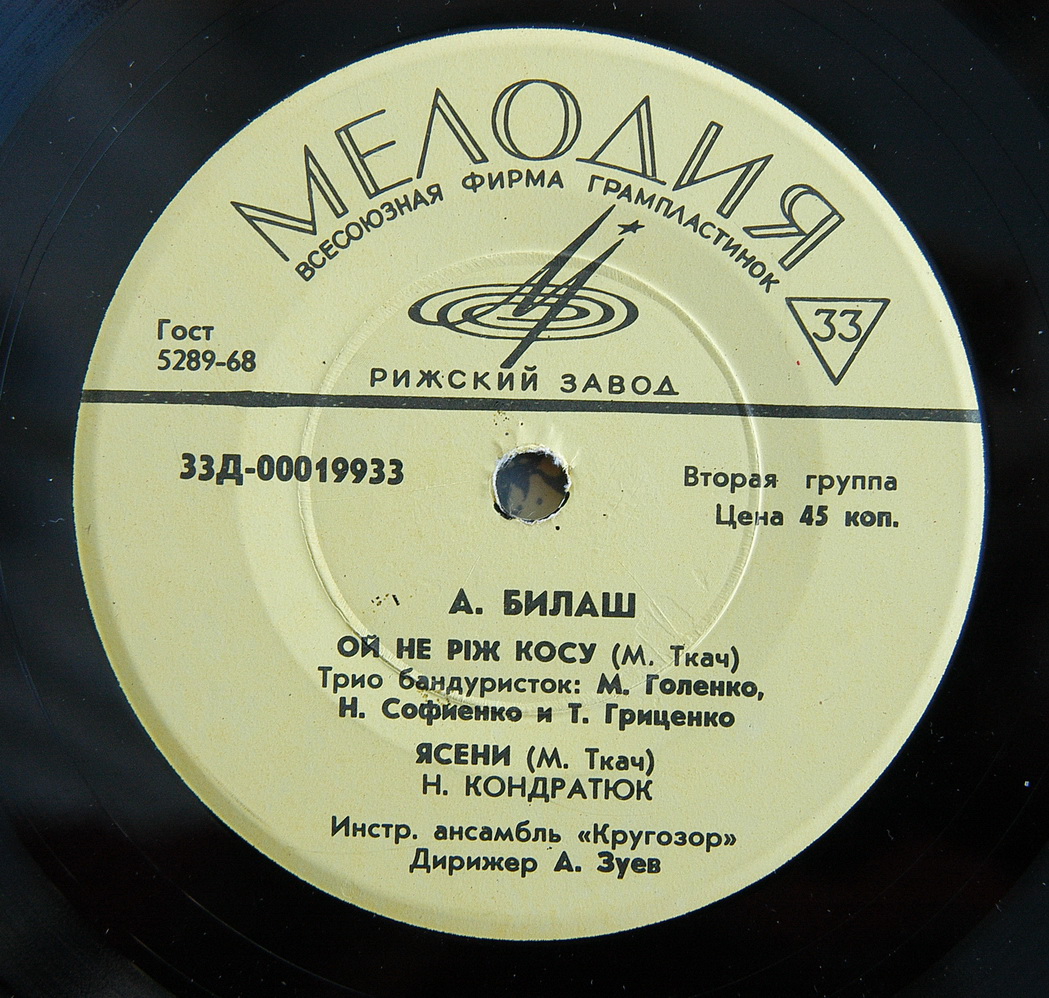 МЕЛОДИЯ
ВСЕСОЮЗНАЯ ФИРМА ГРАМПЛАСТИНОК
33
Гост
5289-68
РИЖСКИЙ ЗАВОД
33Д-00019933
Вторая группа
Цена 45 коп.
А. БИЛАШ
ОЙ НЕ РІЖ КОСУ (М. Ткач)
Трио бандуристок: М. Голенко,
Н. Софиенко и Т. Гриценко
ЯСЕНИ (М. Ткач)
Н. КОНДРАТЮК
Инстр. ансамбль «Кругозор»
Дирижер А. Зуев